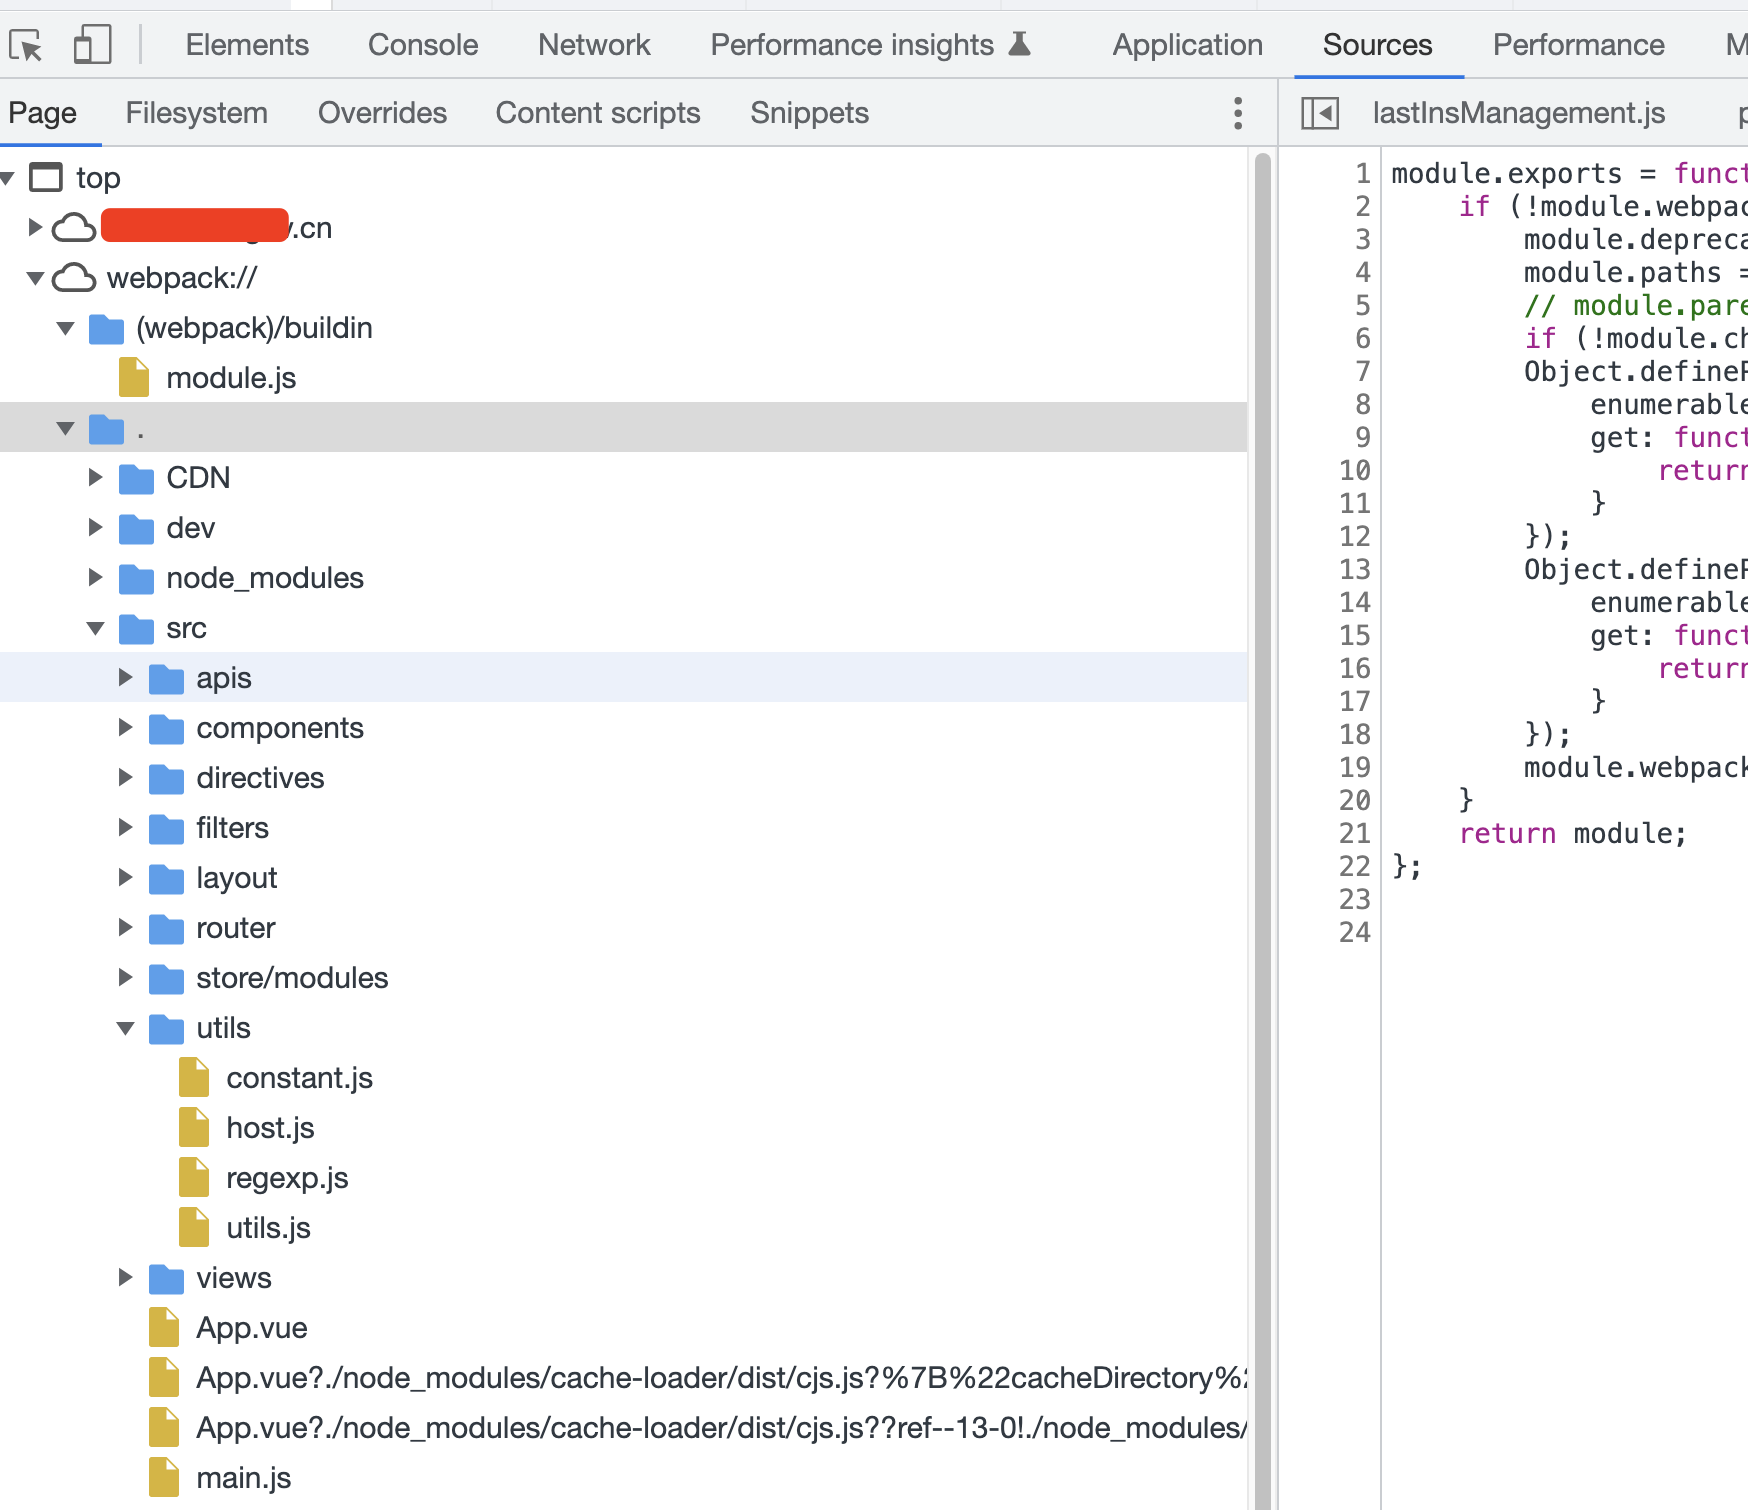 Elements Console Network Performance insights Application Sources Performance
Page Filesystem Overrides Content scripts Snippets lastInsManagement.js
top
.cn
webpack://
(webpack)/buildin
module.js
.
CDN
dev
node_modules
src
apis
components
directives
filters
layout
router
store/modules
utils
constant.js
host.js
regexp.js
utils.js
views
App.vue
App.vue?./node_modules/cache-loader/dist/cjs.js?%7B%22cacheDirectory%2
App.vue?./node_modules/cache-loader/dist/cjs.js??ref--13-0!./node_modules/
main.js
1 module.exports = funct
2 if (!module.webpac
3 module.depreca
4 module.paths =
5 // module.pare
6 if (!module.ch
7 Object.defineP
8 enumerable
9 get: funct
10 return
11 }
12 });
13 Object.defineP
14 enumerable
15 get: funct
16 return
17 }
18 });
19 module.webpack
20 }
21 return module;
22 };
23
24